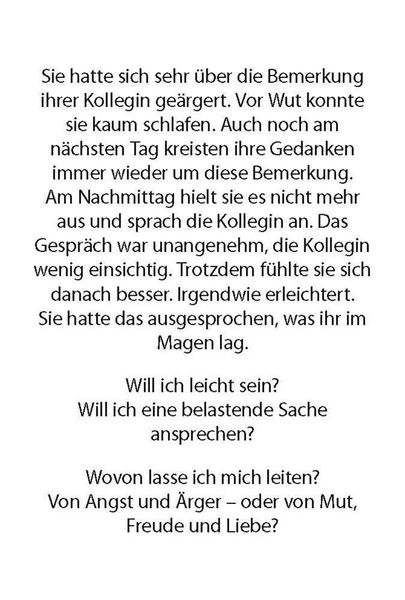 Sie hatte sich sehr über die Bemerkung
ihrer Kollegin geärgert. Vor Wut konnte
sie kaum schlafen. Auch noch am
nächsten Tag kreisten ihre Gedanken
immer wieder um diese Bemerkung.
Am Nachmittag hielt sie es nicht mehr
aus und sprach die Kollegin an. Das
Gespräch war unangenehm, die Kollegin
wenig einsichtig. Trotzdem fühlte sie sich
danach besser. Irgendwie erleichtert.
Sie hatte das ausgesprochen, was ihr im
Magen lag.
Will ich leicht sein?
Will ich eine belastende Sache
ansprechen?
Wovon lasse ich mich leiten?
Von Angst und Ärger – oder von Mut,
Freude und Liebe?